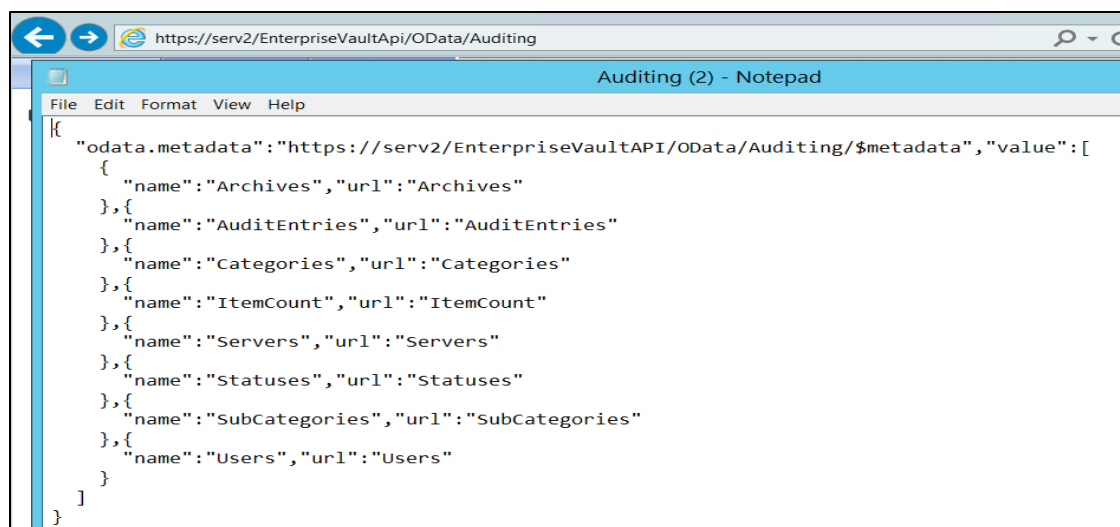 https://serv2/EnterpriseVaultApi/OData/Auditing
Auditing (2) - Notepad
File Edit Format View Help
{
"odata.metadata":"https://serv2/EnterpriseVaultAPI/OData/Auditing/$metadata","value":[
{
"name":"Archives","url":"Archives"
},{
"name":"AuditEntries","url":"AuditEntries"
},{
"name":"Categories","url":"Categories"
},{
"name":"ItemCount","url":"ItemCount"
},{
"name":"Servers","url":"Servers"
},{
"name":"Statuses","url":"Statuses"
},{
"name":"SubCategories","url":"SubCategories"
},{
"name":"Users","url":"Users"
}
]
}